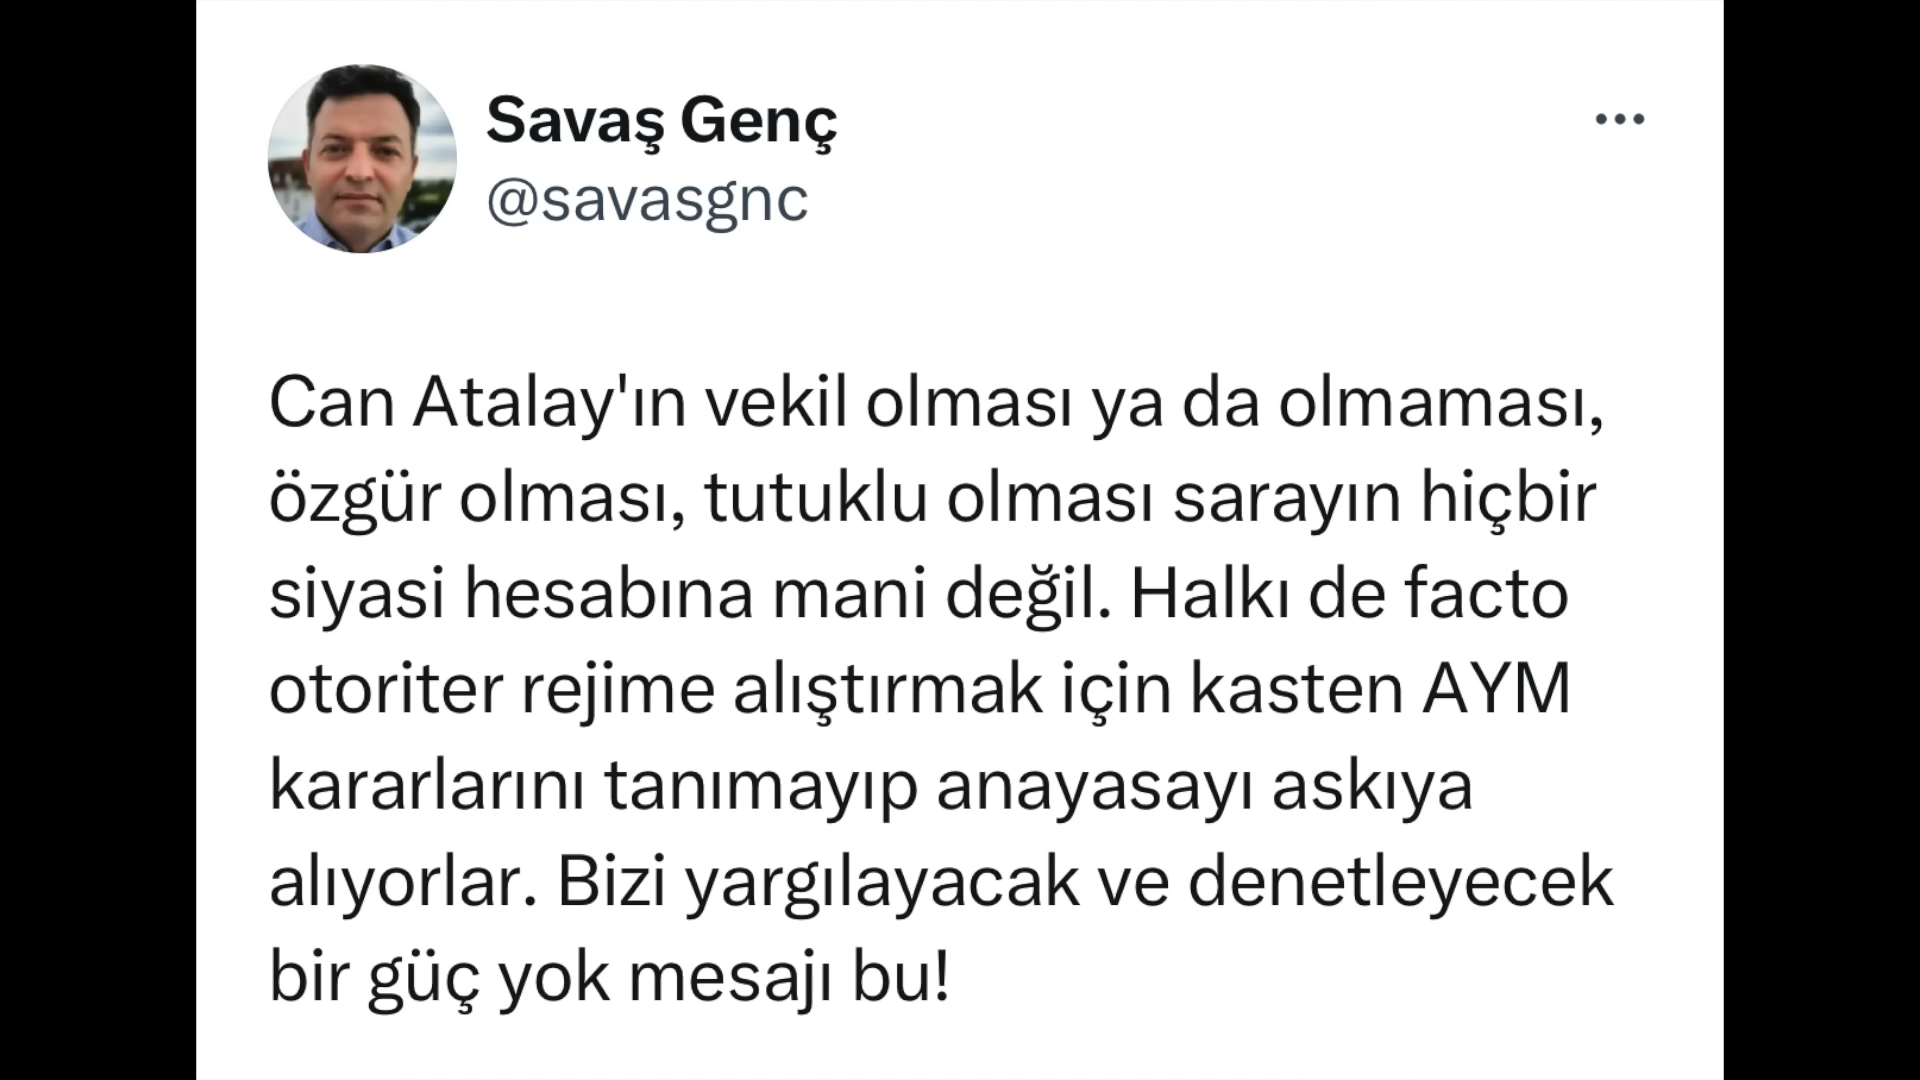 Savaş Genç
@savasgnc
Can Atalay'ın vekil olması ya da olmaması,
özgür olması, tutuklu olması sarayın hiçbir
siyasi hesabına mani değil. Halkı de facto
otoriter rejime alıştırmak için kasten AYM
kararlarını tanımayıp anayasayı askıya
alıyorlar. Bizi yargılayacak ve denetleyecek
bir güç yok mesajı bu!